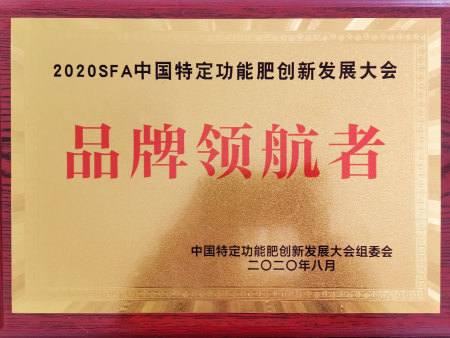 2020SFA中国特定功能肥创新发展大会
品牌领航者
中国特定功能肥创新发展大会组委会
二〇二〇年八月